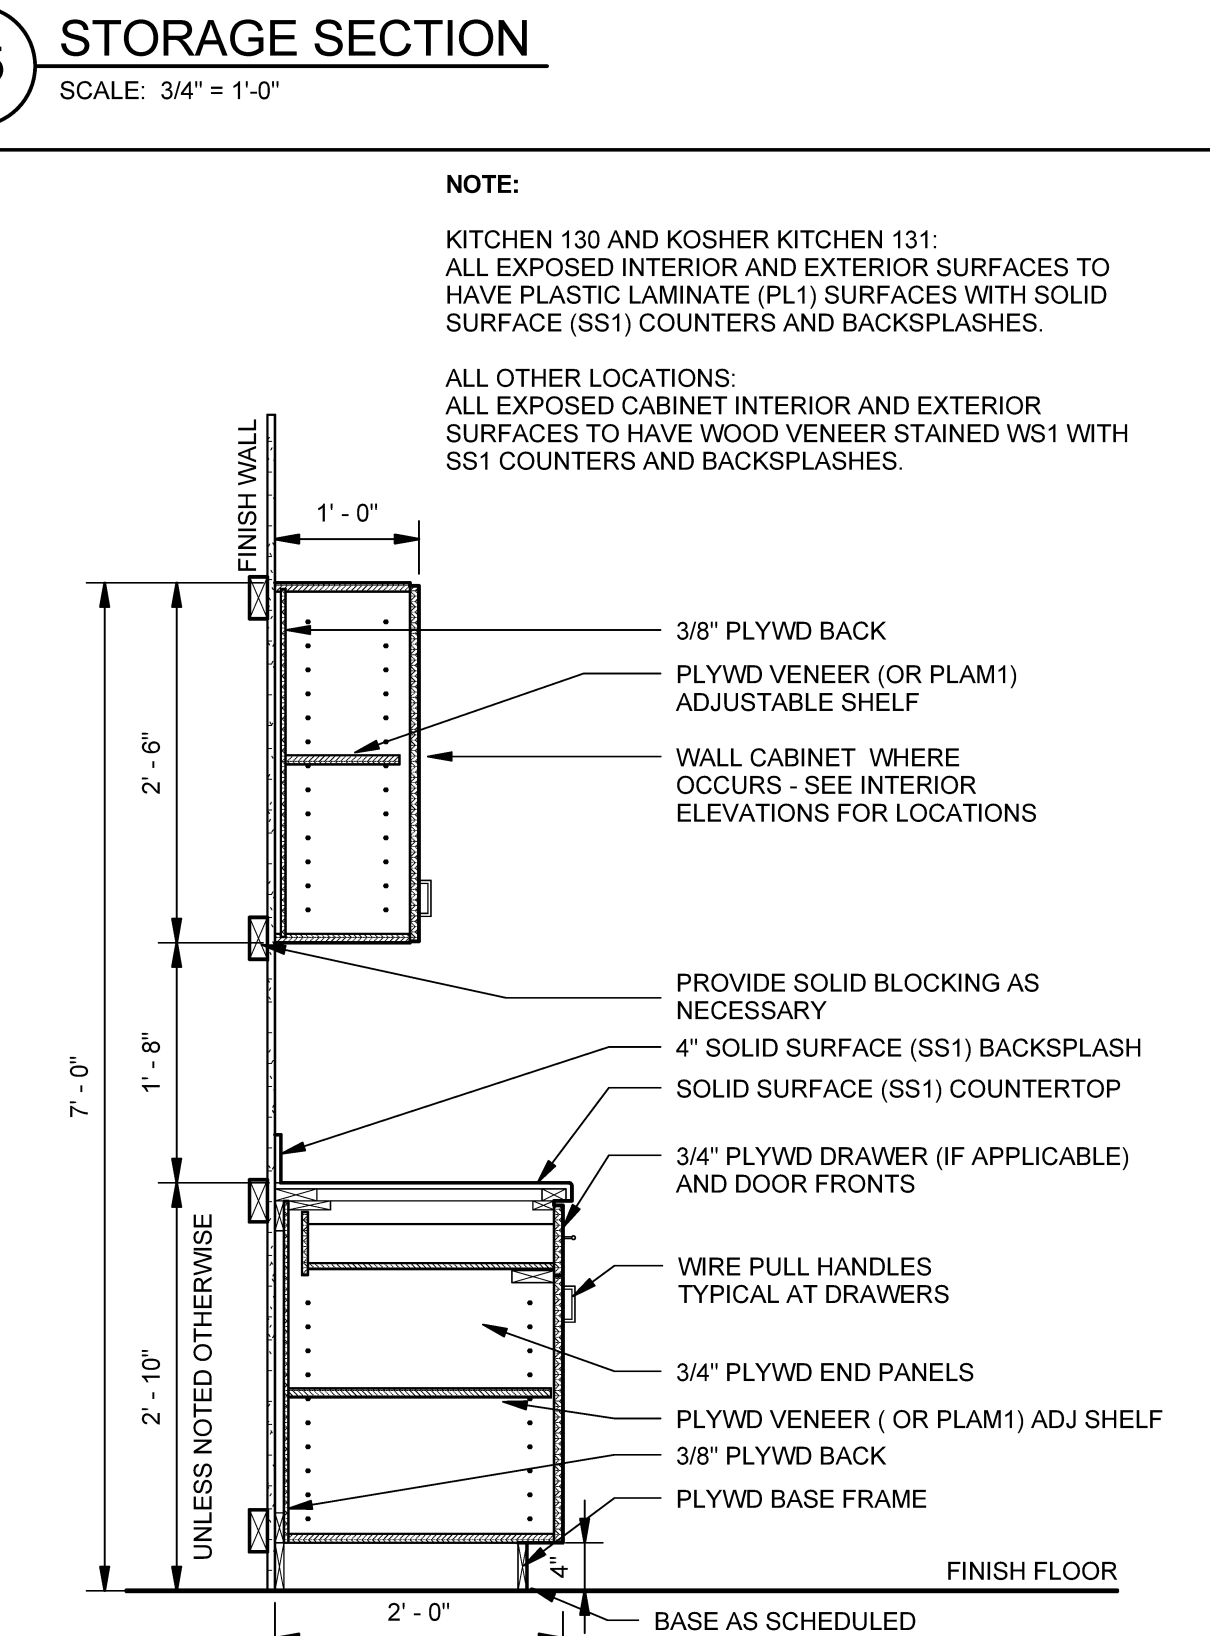 STORAGE SECTION
SCALE: 3/4" = 1'-0"
NOTE:
KITCHEN 130 AND KOSHER KITCHEN 131:
ALL EXPOSED INTERIOR AND EXTERIOR SURFACES TO
HAVE PLASTIC LAMINATE (PL1) SURFACES WITH SOLID
SURFACE (SS1) COUNTERS AND BACKSPLASHES.
ALL OTHER LOCATIONS:
ALL EXPOSED CABINET INTERIOR AND EXTERIOR
SURFACES TO HAVE WOOD VENEER STAINED WS1 WITH
SS1 COUNTERS AND BACKSPLASHES.
FINISH WALL
1' - 0"
3/8" PLYWD BACK
PLYWD VENEER (OR PLAM1)
ADJUSTABLE SHELF
2' - 6"
WALL CABINET WHERE
OCCURS - SEE INTERIOR
ELEVATIONS FOR LOCATIONS
PROVIDE SOLID BLOCKING AS
NECESSARY
7' - 0"
1' - 8"
4" SOLID SURFACE (SS1) BACKSPLASH
SOLID SURFACE (SS1) COUNTERTOP
3/4" PLYWD DRAWER (IF APPLICABLE)
AND DOOR FRONTS
WIRE PULL HANDLES
TYPICAL AT DRAWERS
2' - 10"
UNLESS NOTED OTHERWISE
3/4" PLYWD END PANELS
PLYWD VENEER ( OR PLAM1) ADJ SHELF
3/8" PLYWD BACK
PLYWD BASE FRAME
4"
FINISH FLOOR
2' - 0"
BASE AS SCHEDULED